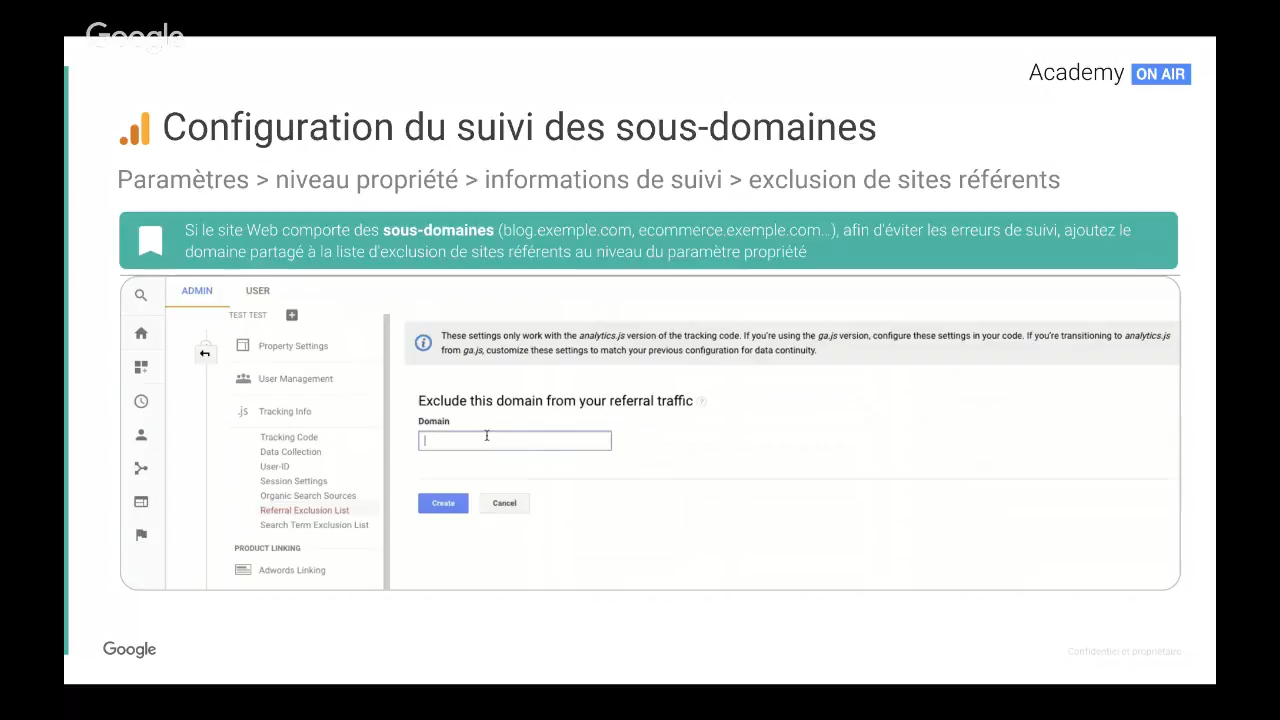 Google
Academy ON AIR
Configuration du suivi des sous-domaines
Paramètres > niveau propriété > informations de suivi > exclusion de sites référents
Si le site Web comporte des sous-domaines (blog.exemple.com, ecommerce.exemple.com...), afin d'éviter les erreurs de suivi, ajoutez le
domaine partagé à la liste d'exclusion de sites référents au niveau du paramètre propriété
ADMIN USER
TEST TEST
Property Settings
User Management
.js Tracking Info
Tracking Code
Data Collection
User-ID
Session Settings
Organic Search Sources
Referral Exclusion List
Search Term Exclusion List
PRODUCT LINKING
Adwords Linking
These settings only work with the analytics.js version of the tracking code. If you're using the ga.js version, configure these settings in your code. If you're transitioning to analytics.js
from ga.js, customize these settings to match your previous configuration for data continuity.
Exclude this domain from your referral traffic
Domain
Create Cancel
Google
Confidentiel et propriétaire